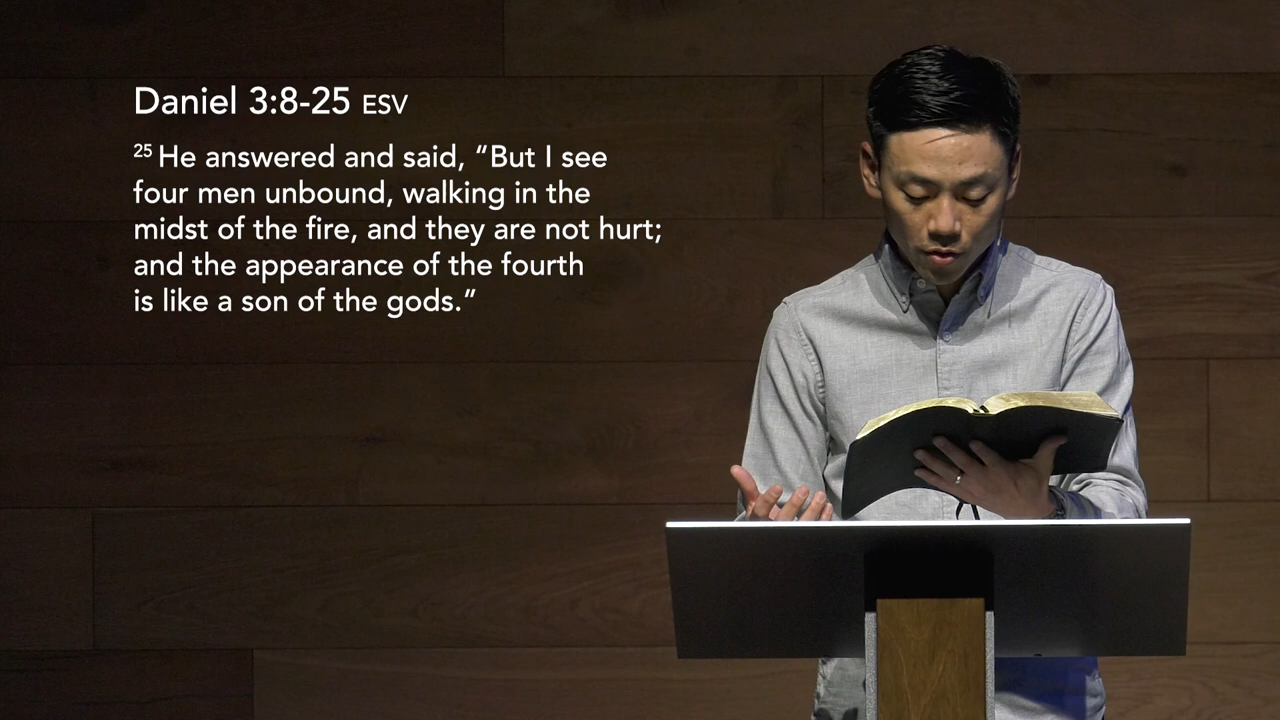 Daniel 3:8-25 ESV
25 He answered and said, “But I see
four men unbound, walking in the
midst of the fire, and they are not hurt;
and the appearance of the fourth
is like a son of the gods.”